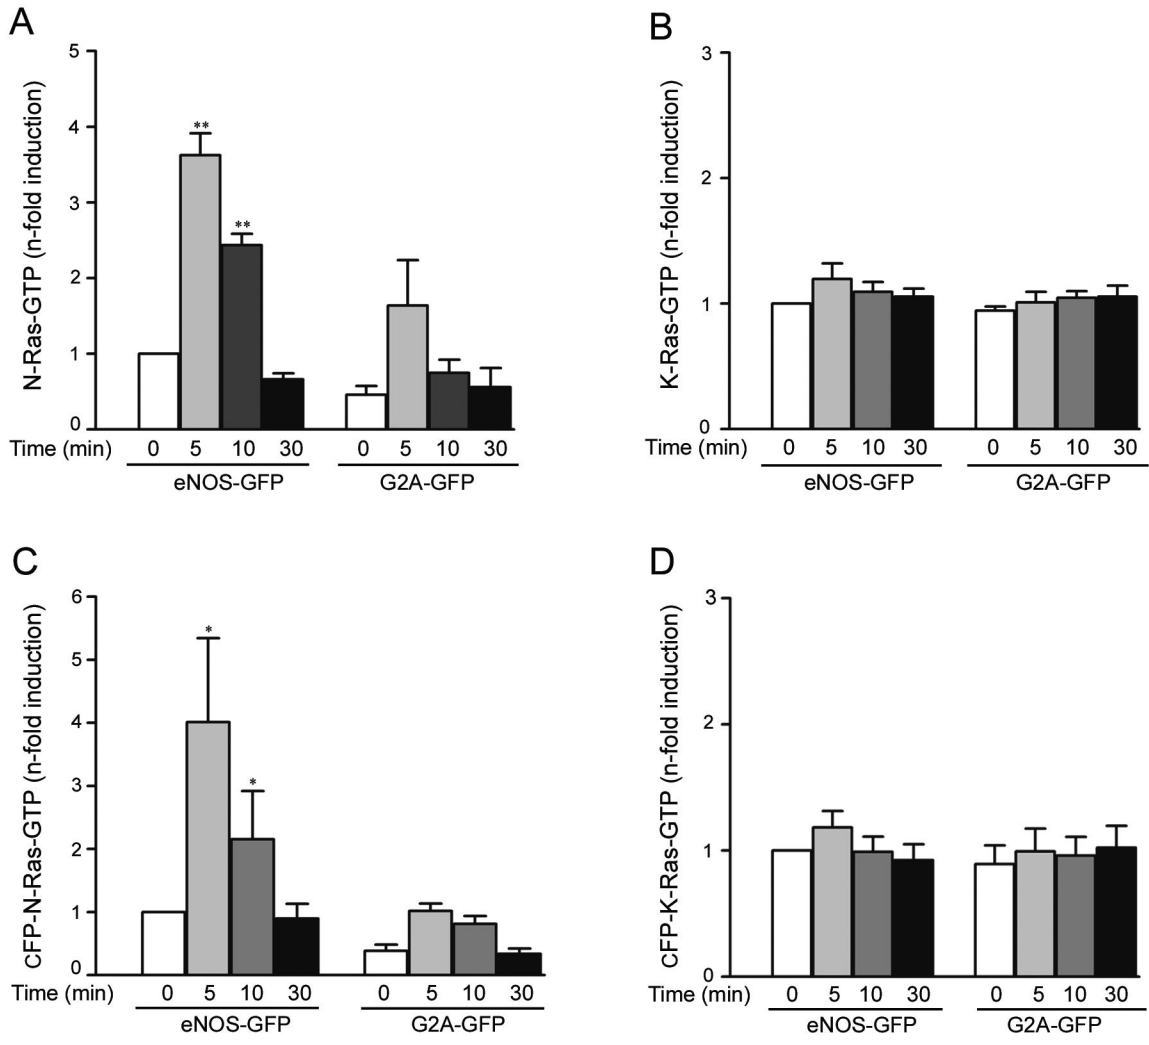 A
N-Ras-GTP (n-fold induction)
5
4
3
2
1
0
**
**
Time (min) 0 5 10 30 0 5 10 30
eNOS-GFP G2A-GFP
B
K-Ras-GTP (n-fold induction)
3
2
1
0
Time (min) 0 5 10 30 0 5 10 30
eNOS-GFP G2A-GFP
C
CFP-N-Ras-GTP (n-fold induction)
6
5
4
3
2
1
0
*
*
Time (min) 0 5 10 30 0 5 10 30
eNOS-GFP G2A-GFP
D
CFP-K-Ras-GTP (n-fold induction)
3
2
1
0
Time (min) 0 5 10 30 0 5 10 30
eNOS-GFP G2A-GFP